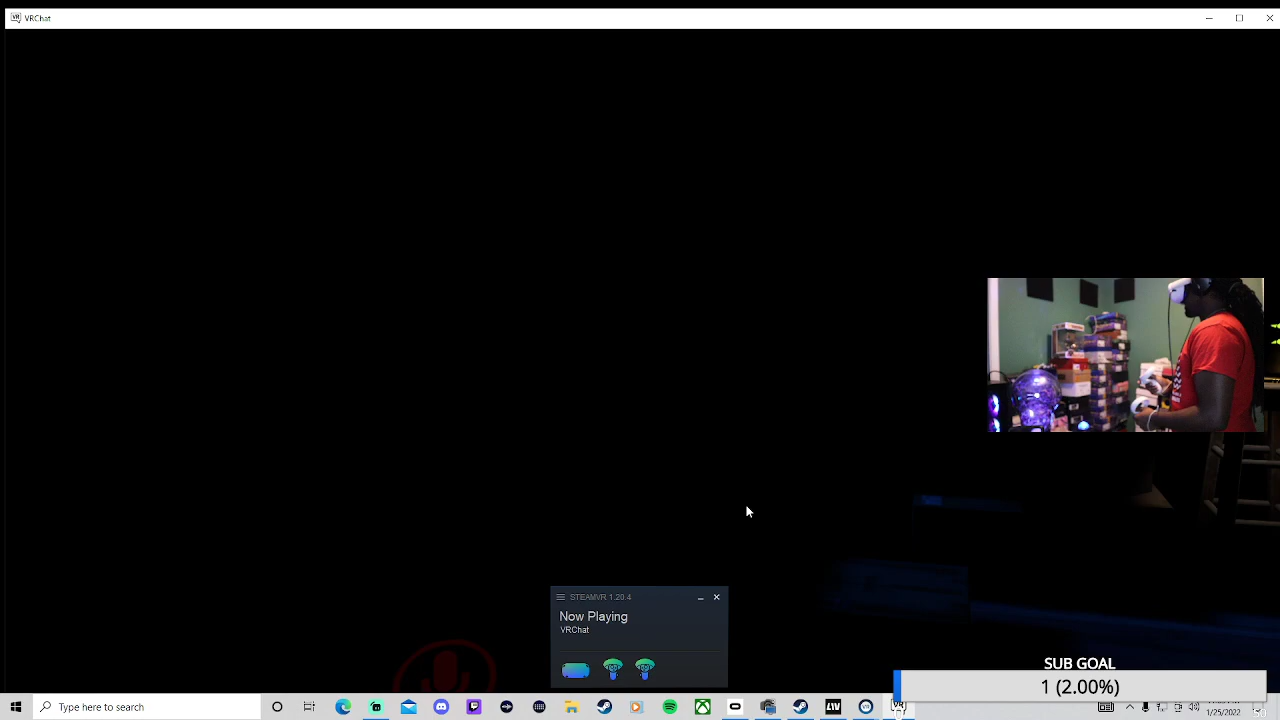 VRChat
STEAMVR 1.20.4
Now Playing
VRChat
SUB GOAL
1 (2.00%)
Type here to search
1/25/2022